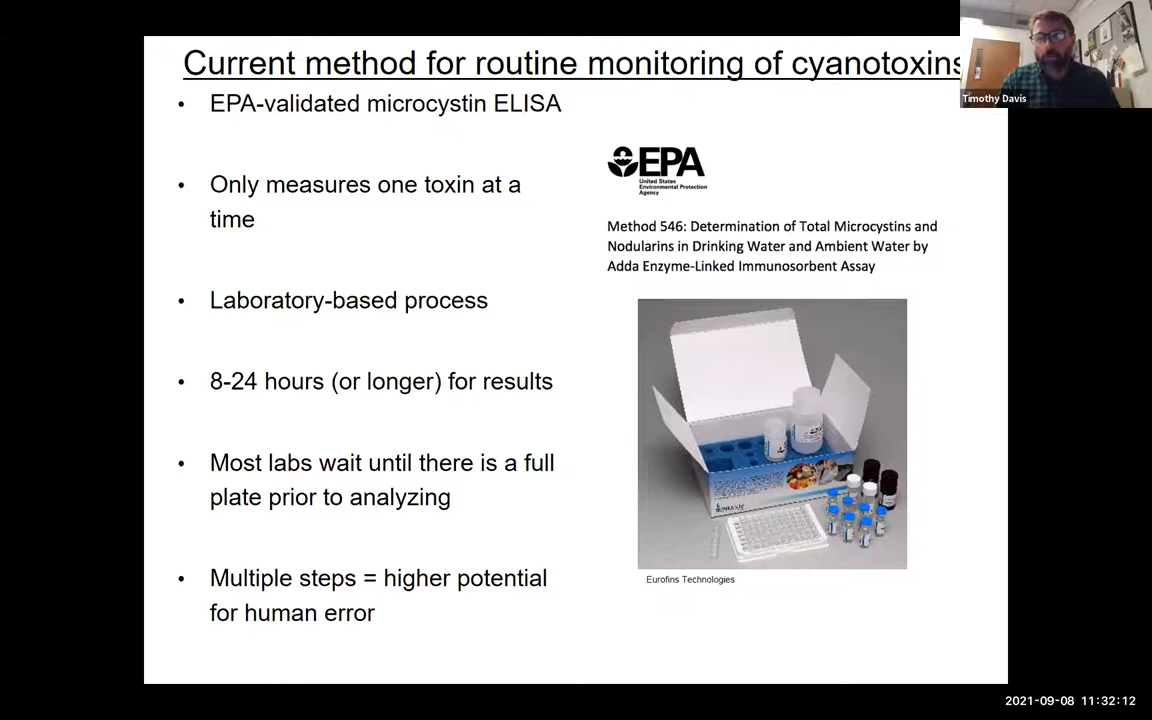 Current method for routine monitoring of cyanotoxins
• EPA-validated microcystin ELISA
• Only measures one toxin at a
time
• Laboratory-based process
• 8-24 hours (or longer) for results
• Most labs wait until there is a full
plate prior to analyzing
• Multiple steps = higher potential
for human error
EPA
United States
Environmental Protection
Agency
Method 546: Determination of Total Microcystins and
Nodularins in Drinking Water and Ambient Water by
Adda Enzyme-Linked Immunosorbent Assay
Eurofins Technologies
Timothy Davis
2021-09-08 11:32:12